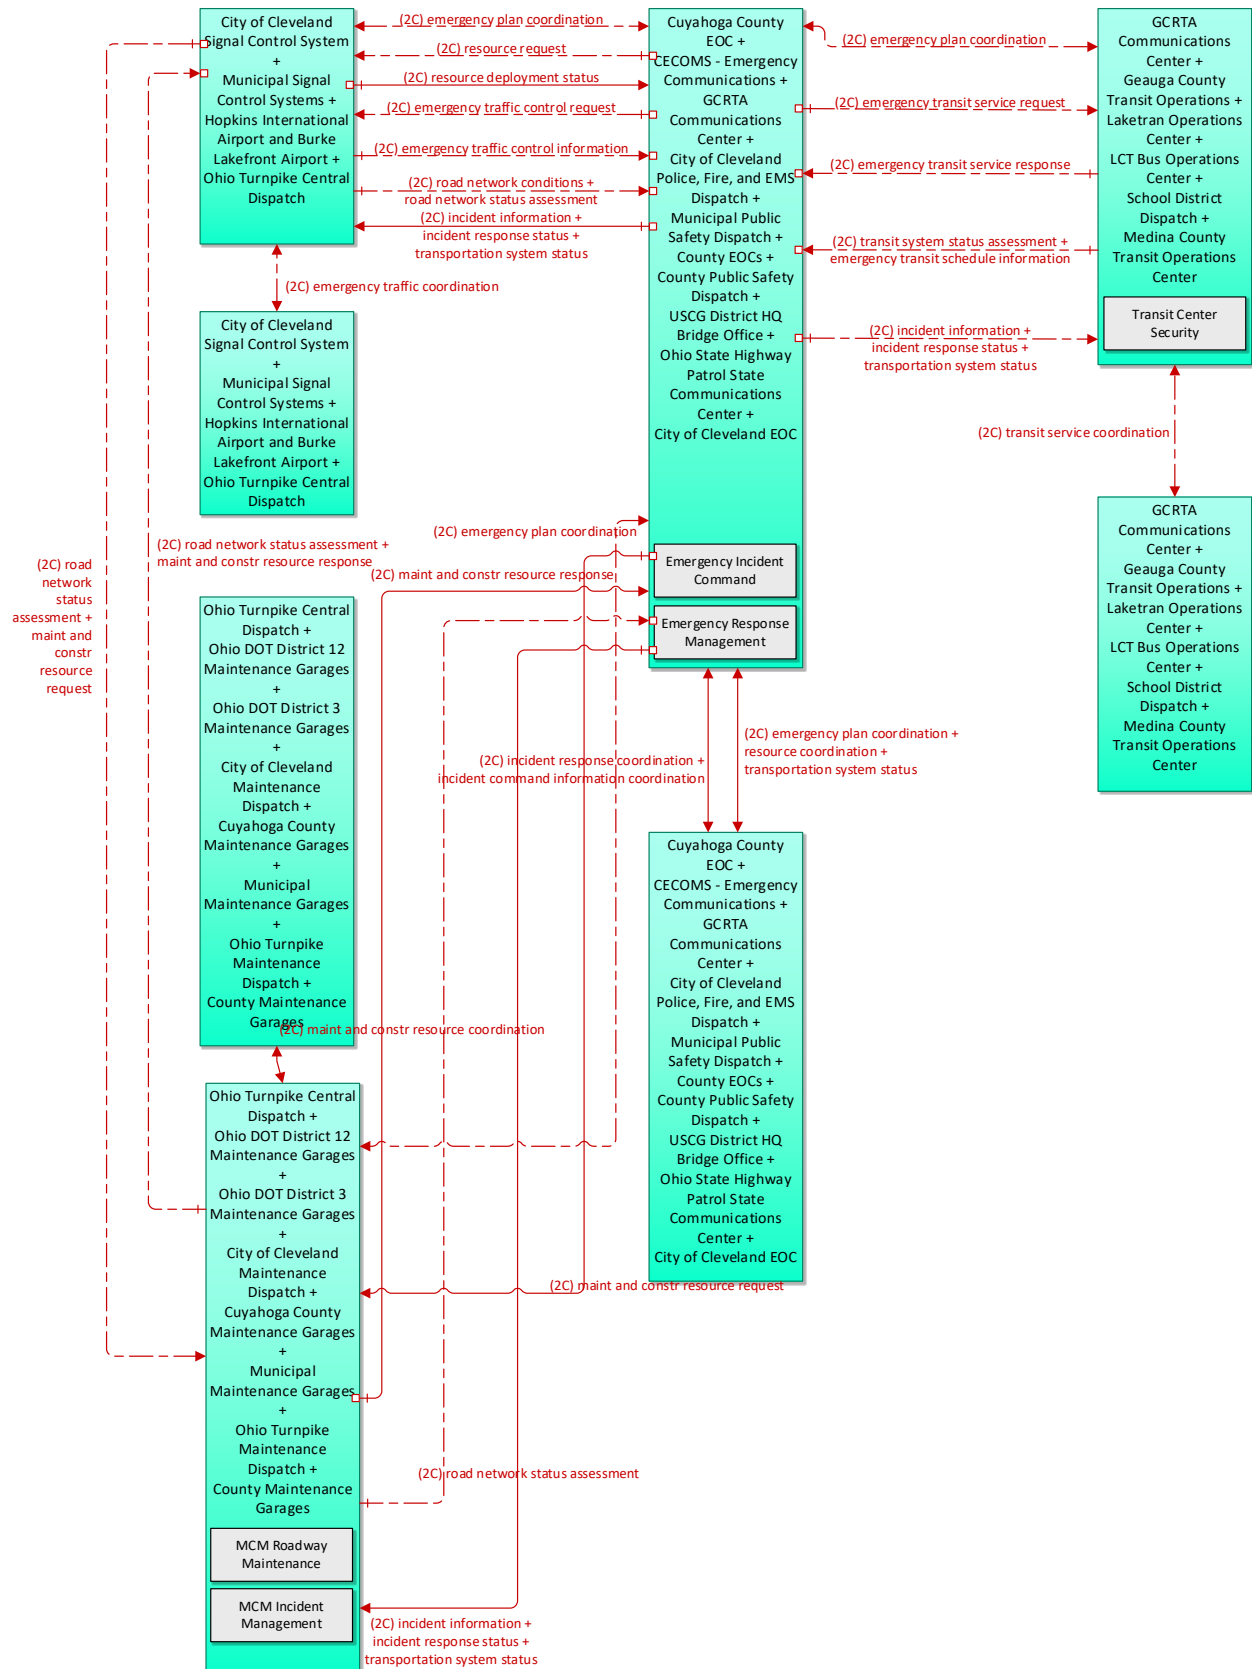 City of Cleveland
Signal Control System
+
Municipal Signal
Control Systems +
Hopkins International
Airport and Burke
Lakefront Airport +
Ohio Turnpike Central
Dispatch
(2C) emergency plan coordination
(2C) resource request
(2C) resource deployment status
(2C) emergency traffic control request
(2C) emergency traffic control information
(2C) road network conditions +
road network status assessment
(2C) incident information +
incident response status +
transportation system status
Cuyahoga County
EOC +
CECOMS - Emergency
Communications +
GCRTA
Communications
Center +
City of Cleveland
Police, Fire, and EMS
Dispatch +
Municipal Public
Safety Dispatch +
County EOCs +
County Public Safety
Dispatch +
USCG District HQ
Bridge Office +
Ohio State Highway
Patrol State
Communications
Center +
City of Cleveland EOC
Emergency Incident
Command
Emergency Response
Management
(2C) emergency plan coordination
(2C) emergency transit service request
(2C) emergency transit service response
(2C) transit system status assessment +
emergency transit schedule information
(2C) incident information +
incident response status +
transportation system status
GCRTA
Communications
Center +
Geauga County
Transit Operations +
Laketran Operations
Center +
LCT Bus Operations
Center +
School District
Dispatch +
Medina County
Transit Operations
Center
Transit Center
Security
(2C) emergency traffic coordination
City of Cleveland
Signal Control System
+
Municipal Signal
Control Systems +
Hopkins International
Airport and Burke
Lakefront Airport +
Ohio Turnpike Central
Dispatch
(2C) transit service coordination
GCRTA
Communications
Center +
Geauga County
Transit Operations +
Laketran Operations
Center +
LCT Bus Operations
Center +
School District
Dispatch +
Medina County
Transit Operations
Center
(2C) emergency plan coordination
(2C) road network status assessment +
maint and constr resource response
(2C) maint and constr resource response
(2C) road
network
status
assessment +
maint and
constr
resource
request
Ohio Turnpike Central
Dispatch +
Ohio DOT District 12
Maintenance Garages
+
Ohio DOT District 3
Maintenance Garages
+
City of Cleveland
Maintenance
Dispatch +
Cuyahoga County
Maintenance Garages
+
Municipal
Maintenance Garages
+
Ohio Turnpike
Maintenance
Dispatch +
County Maintenance
Garages
(2C) maint and constr resource coordination
(2C) incident response coordination +
incident command information coordination
(2C) emergency plan coordination +
resource coordination +
transportation system status
Cuyahoga County
EOC +
CECOMS - Emergency
Communications +
GCRTA
Communications
Center +
City of Cleveland
Police, Fire, and EMS
Dispatch +
Municipal Public
Safety Dispatch +
County EOCs +
County Public Safety
Dispatch +
USCG District HQ
Bridge Office +
Ohio State Highway
Patrol State
Communications
Center +
City of Cleveland EOC
Ohio Turnpike Central
Dispatch +
Ohio DOT District 12
Maintenance Garages
+
Ohio DOT District 3
Maintenance Garages
+
City of Cleveland
Maintenance
Dispatch +
Cuyahoga County
Maintenance Garages
+
Municipal
Maintenance Garages
+
Ohio Turnpike
Maintenance
Dispatch +
County Maintenance
Garages
MCM Roadway
Maintenance
MCM Incident
Management
(2C) maint and constr resource request
(2C) road network status assessment
(2C) incident information +
incident response status +
transportation system status